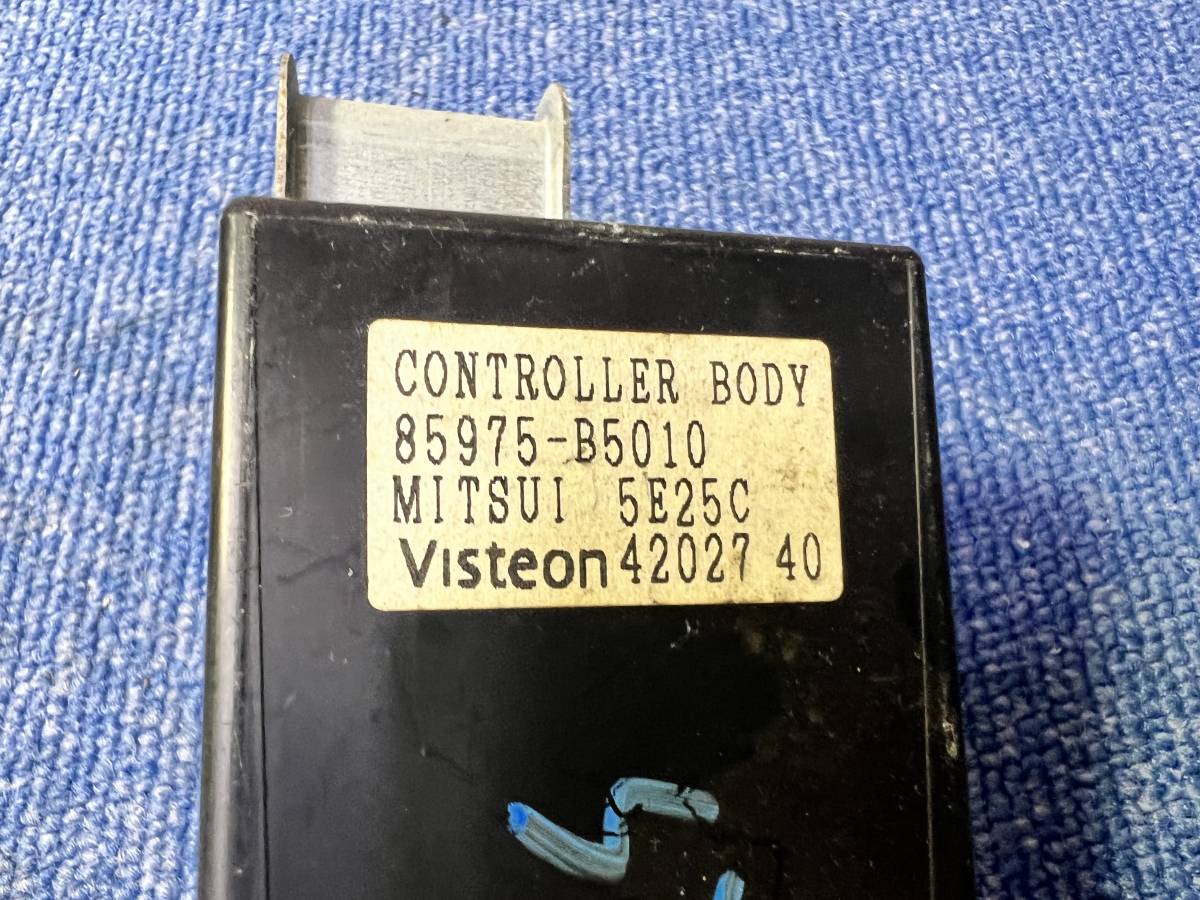 CONTROLLER BODY
85975-B5010
MITSUI 5E25C
Visteon 42027 40